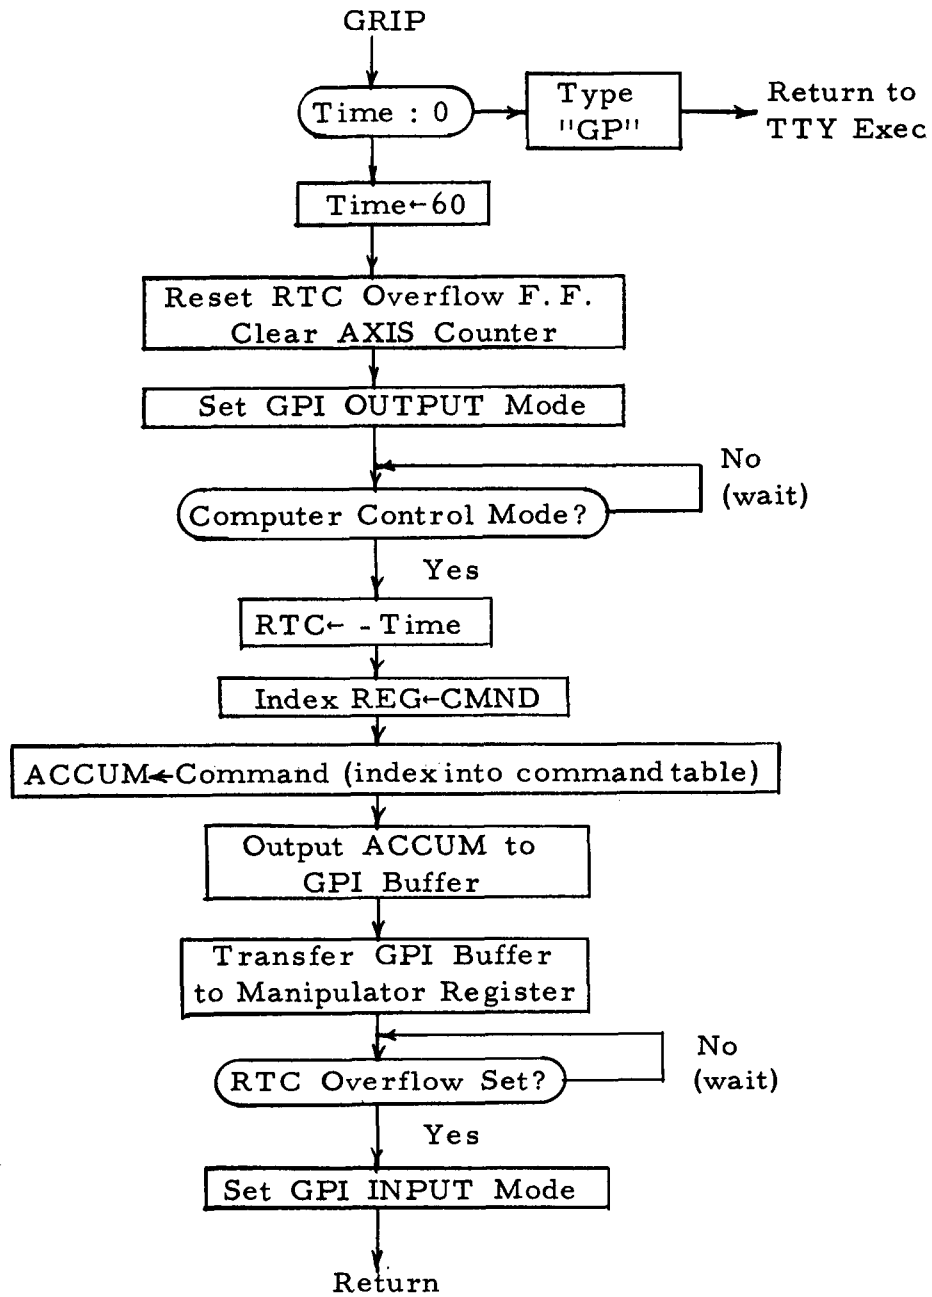 GRIP
Time : 0
Type
"GP"
Return to
TTY Exec
Time←60
Reset RTC Overflow F.F.
Clear AXIS Counter
Set GPI OUTPUT Mode
No
(wait)
Computer Control Mode?
Yes
RTC← -Time
Index REG←CMND
ACCUM←Command (index into command table)
Output ACCUM to
GPI Buffer
Transfer GPI Buffer
to Manipulator Register
No
(wait)
RTC Overflow Set?
Yes
Set GPI INPUT Mode
Return